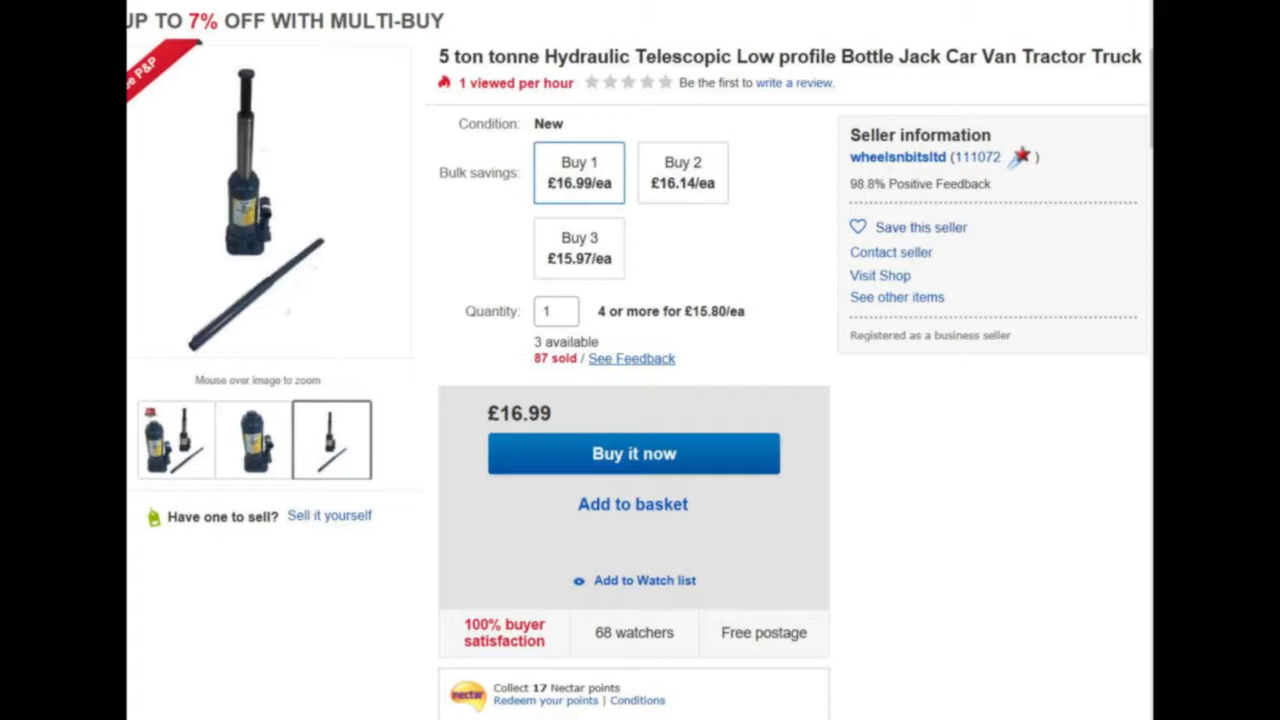 UP TO 7% OFF WITH MULTI-BUY
P&P
5 ton tonne Hydraulic Telescopic Low profile Bottle Jack Car Van Tractor Truck
1 viewed per hour Be the first to write a review.
Condition: New
Bulk savings:
Buy 1
£16.99/ea
Buy 2
£16.14/ea
Buy 3
£15.97/ea
Quantity: 1 4 or more for £15.80/ea
3 available
87 sold / See Feedback
£16.99
Buy it now
Add to basket
Add to Watch list
100% buyer
satisfaction
68 watchers
Free postage
nectar
Collect 17 Nectar points
Redeem your points | Conditions
Seller information
wheelsnbitsltd (111072 )
98.8% Positive Feedback
Save this seller
Contact seller
Visit Shop
See other items
Registered as a business seller
Mouse over image to zoom
Have one to sell? Sell it yourself